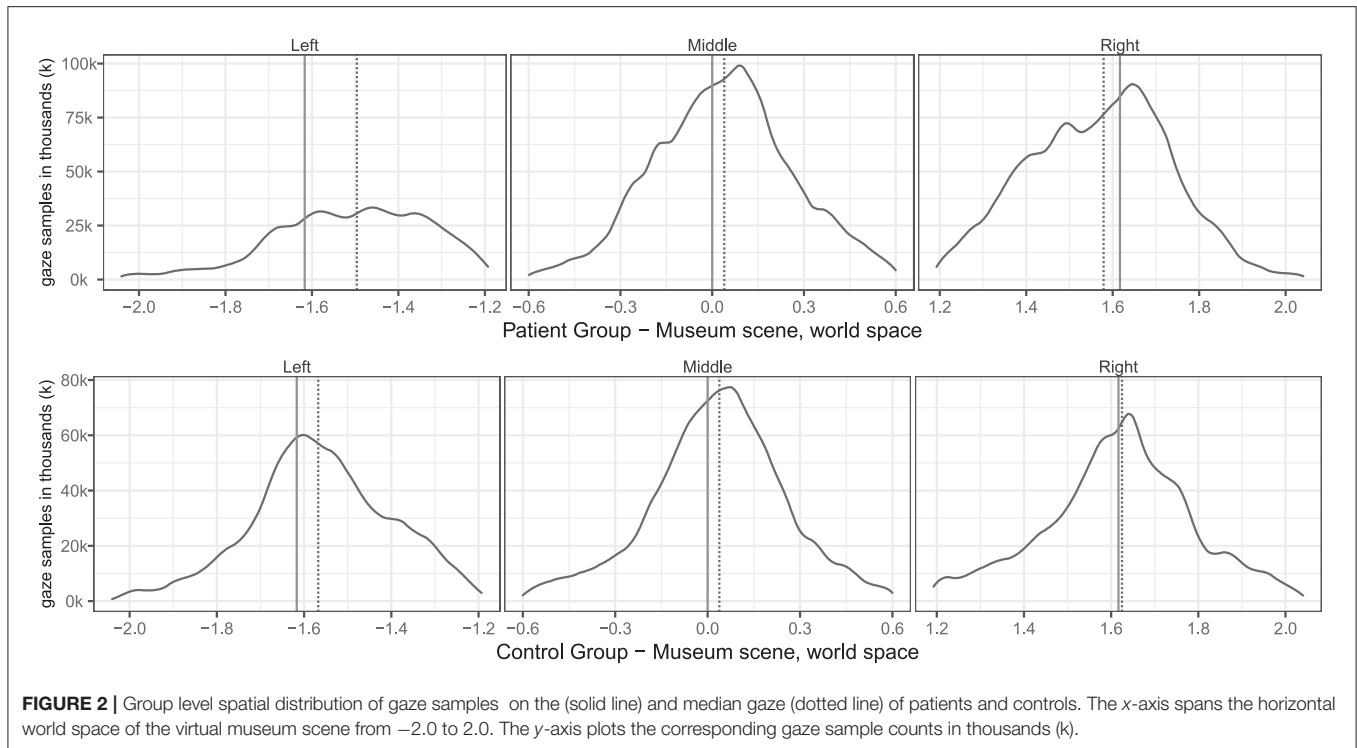 Left Middle Right
gaze samples in thousands (k)
100k
75k
50k
25k
0k
−2.0 −1.8 −1.6 −1.4 −1.2 −0.6 −0.3 0.0 0.3 0.6 1.2 1.4 1.6 1.8 2.0
Patient Group − Museum scene, world space
Left Middle Right
gaze samples in thousands (k)
80k
60k
40k
20k
0k
−2.0 −1.8 −1.6 −1.4 −1.2 −0.6 −0.3 0.0 0.3 0.6 1.2 1.4 1.6 1.8 2.0
Control Group − Museum scene, world space
FIGURE 2 | Group level spatial distribution of gaze samples on the (solid line) and median gaze (dotted line) of patients and controls. The x-axis spans the horizontal
world space of the virtual museum scene from −2.0 to 2.0. The y-axis plots the corresponding gaze sample counts in thousands (k).